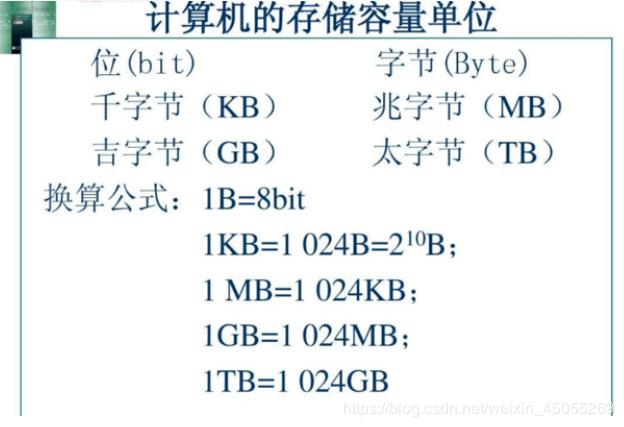 计算机的存储容量单位
位(bit) 字节(Byte)
千字节（KB） 兆字节（MB）
吉字节（GB） 太字节（TB）
换算公式：1B=8bit
1KB=1 024B=2¹⁰B；
1 MB=1 024KB；
1GB=1 024MB；
1TB=1 024GB
https://blog.csdn.net/weixin_45055269